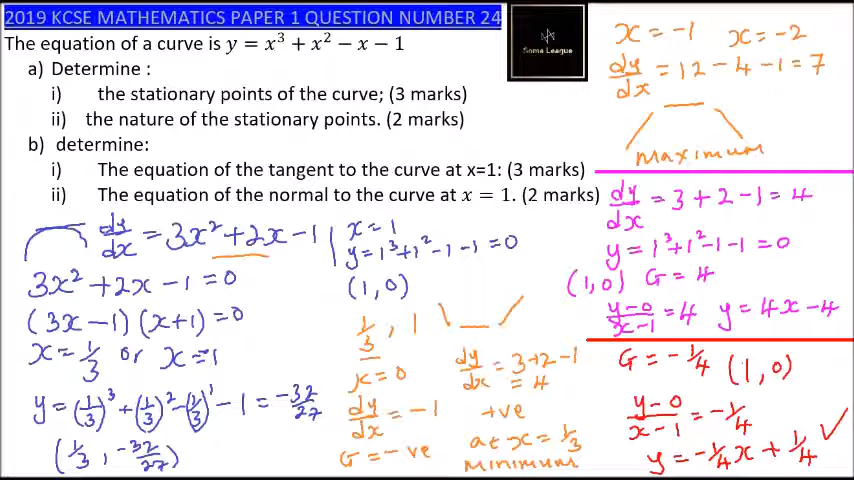 2019 KCSE MATHEMATICS PAPER 1 QUESTION NUMBER 24
The equation of a curve is y = x³ + x² − x − 1
a) Determine :
i) the stationary points of the curve; (3 marks)
ii) the nature of the stationary points. (2 marks)
b) determine:
i) The equation of the tangent to the curve at x=1: (3 marks)
ii) The equation of the normal to the curve at x = 1. (2 marks)
Soma League
dy/dx = 3x² + 2x − 1
3x² + 2x − 1 = 0
(3x − 1)(x + 1) = 0
x = 1/3 or x = −1
y = (1/3)³ + (1/3)² − (1/3)¹ − 1 = −32/27
(1/3, −32/27)
x = 1
y = 1³ + 1² − 1 − 1 = 0
(1, 0)
1/3, 1
x = 0
dy/dx = −1
G = − ve
dy/dx = 3 + 2 − 1
= 4
+ve
at x = 1/3
minimum
x = −1 x = −2
dy/dx = 12 − 4 − 1 = 7
maximum
dy/dx = 3 + 2 − 1 = 4
y = 1³ + 1² − 1 − 1 = 0
(1, 0) G = 4
y−0/x−1 = 4 y = 4x − 4
G = −1/4 (1, 0)
y−0/x−1 = −1/4
y = −1/4x + 1/4 ✓